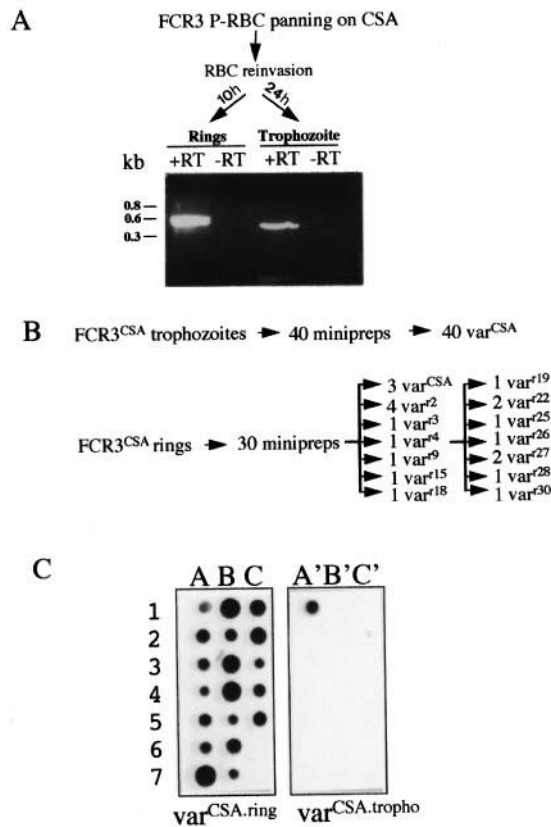 A
FCR3 P-RBC panning on CSA
RBC reinvasion
10h 24h
Rings Trophozoite
kb +RT -RT +RT -RT
0.8
0.6
0.3
B
FCR3CSA trophozoites 40 minipreps 40 varCSA
FCR3CSA rings 30 minipreps
3 varCSA
4 varr2
1 varr3
1 varr4
1 varr9
1 varr15
1 varr18
1 varr19
2 varr22
1 varr25
1 varr26
2 varr27
1 varr28
1 varr30
C
A B C A'B'C'
1
2
3
4
5
6
7
varCSA.ring varCSA.tropho